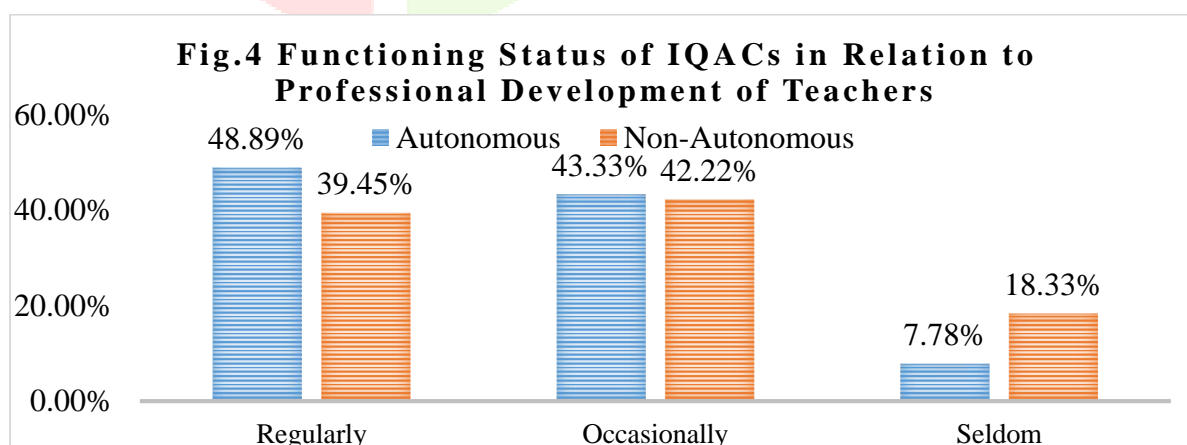 Fig.4 Functioning Status of IQACs in Relation to
Professional Development of Teachers
60.00%
40.00%
20.00%
0.00%
Autonomous Non-Autonomous
48.89%
39.45%
43.33%
42.22%
7.78%
18.33%
Regularly Occasionally Seldom